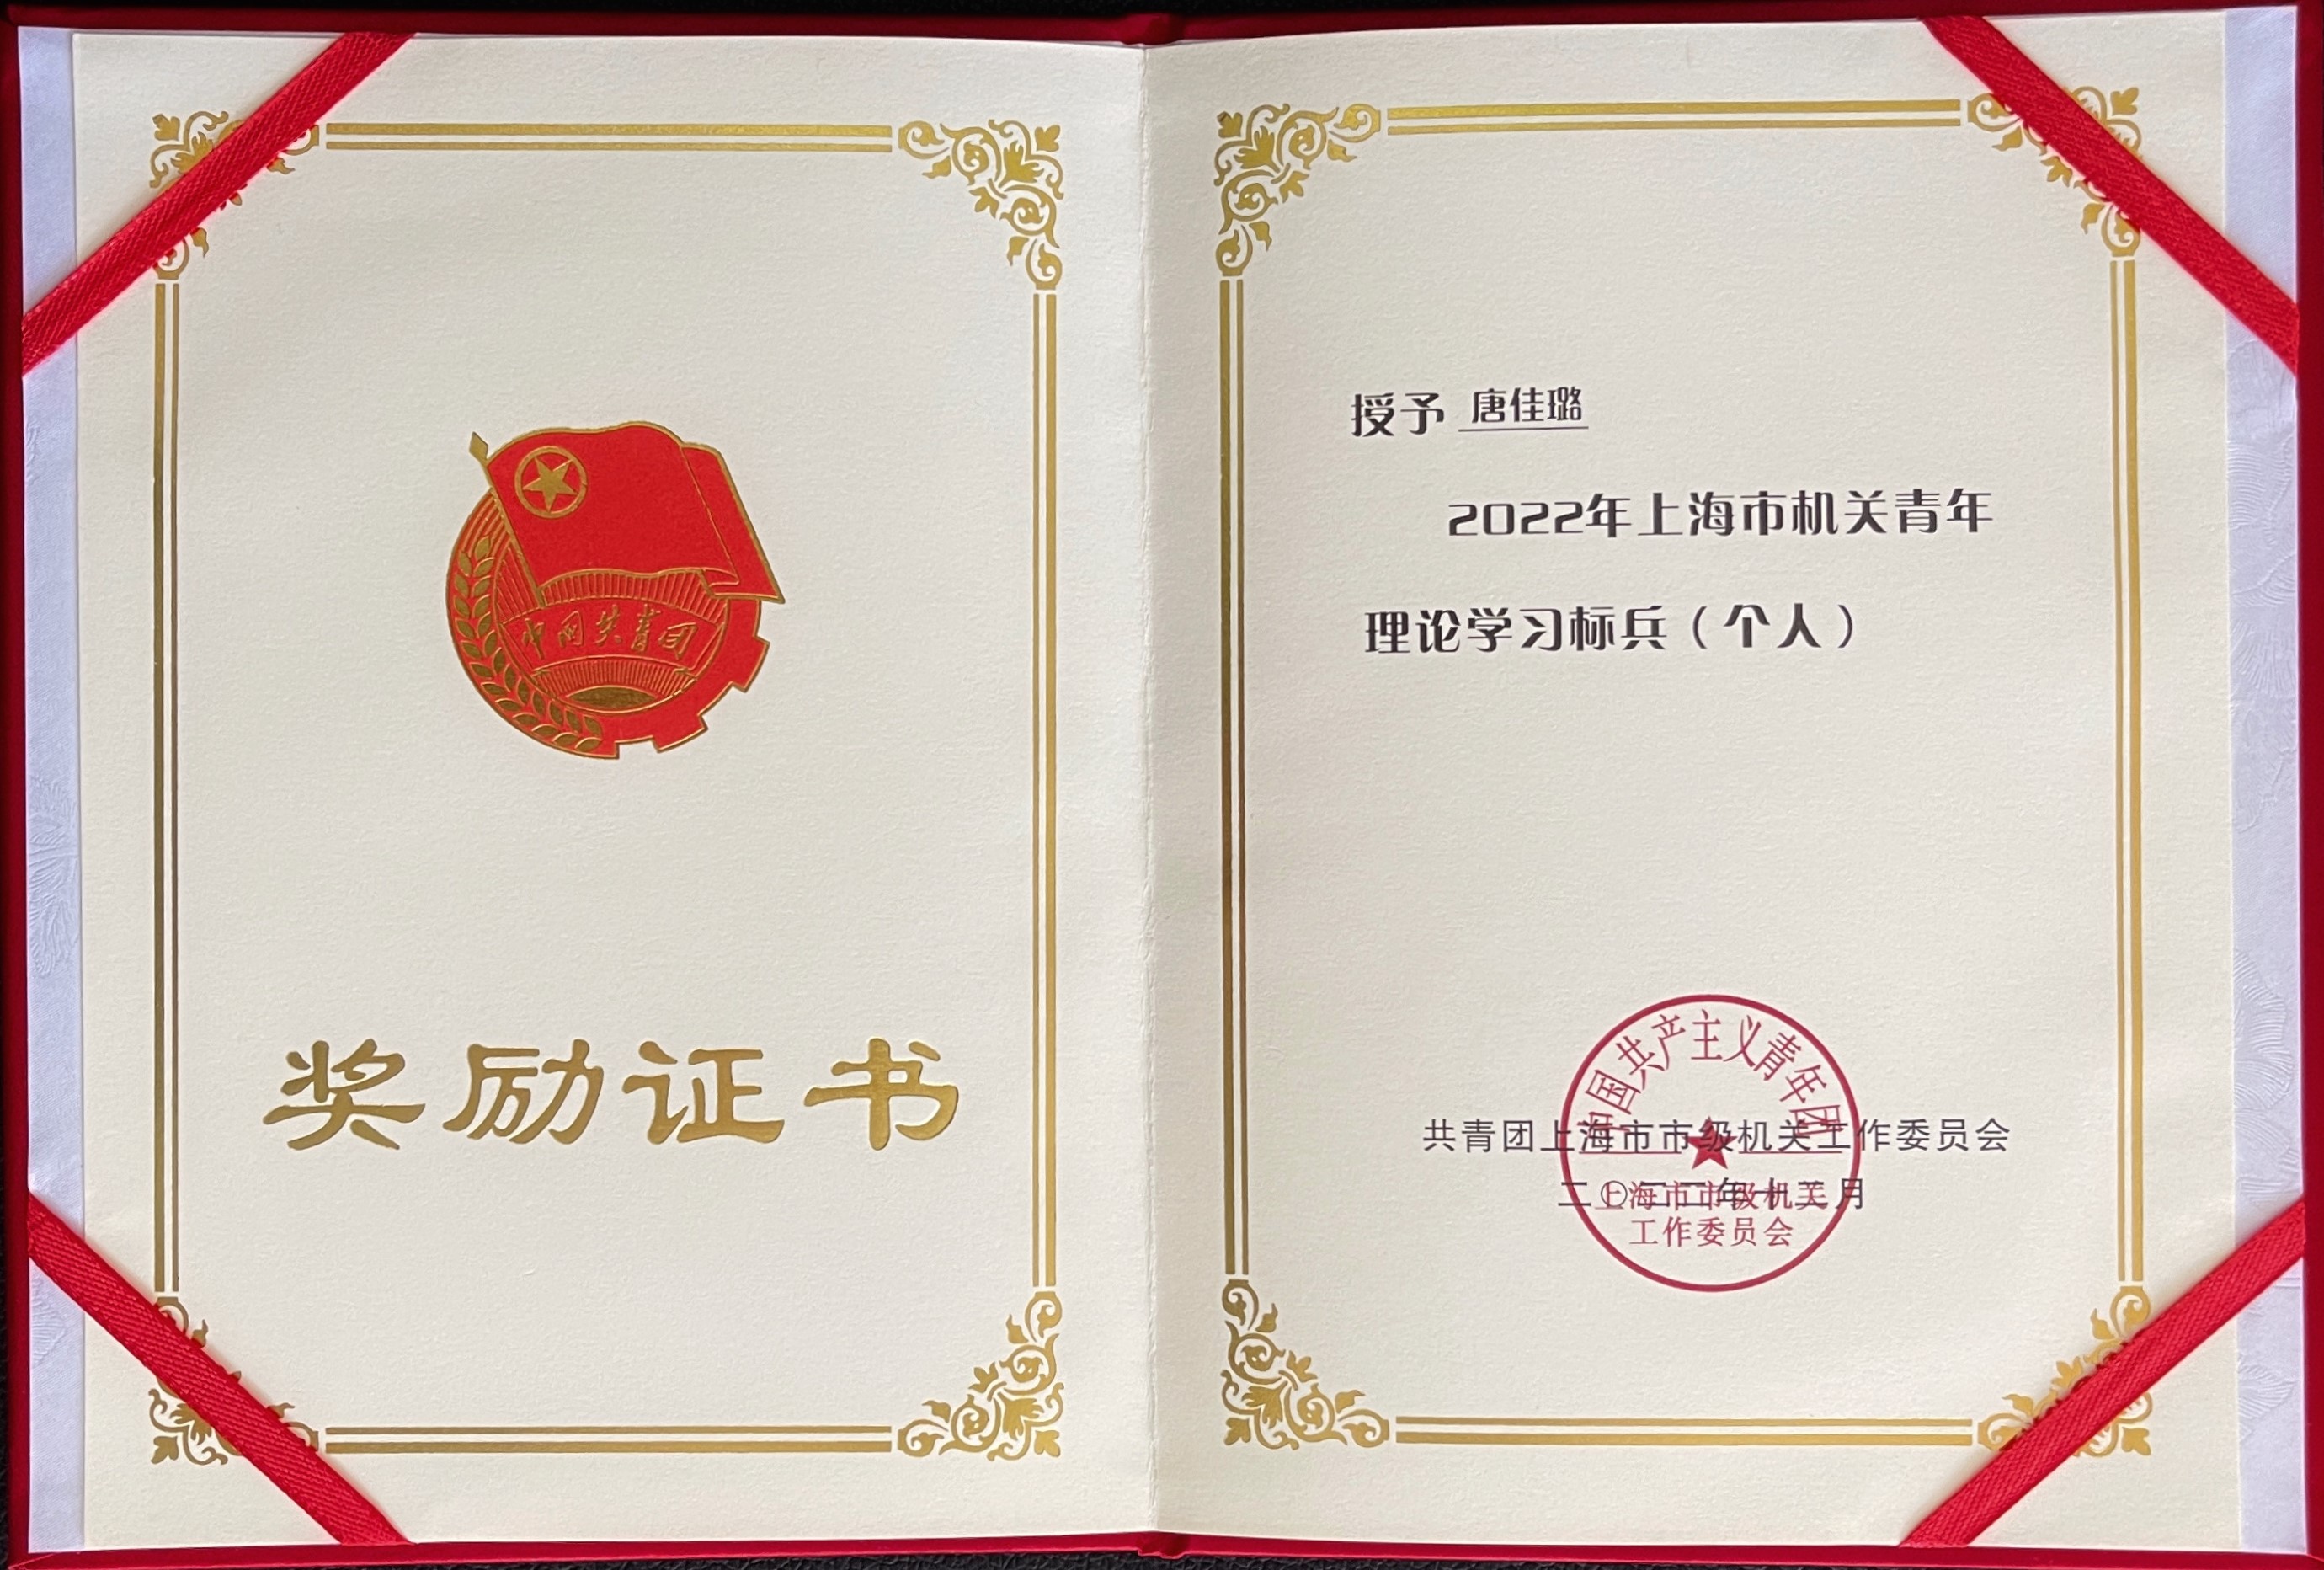 中国共青团
奖励证书
授予 唐佳璐
2022年上海市机关青年
理论学习标兵（个人）
中国共产主义青年团
共青团上海市市级机关工作委员会
二〇二二年十二月
上海市市级机关
工作委员会